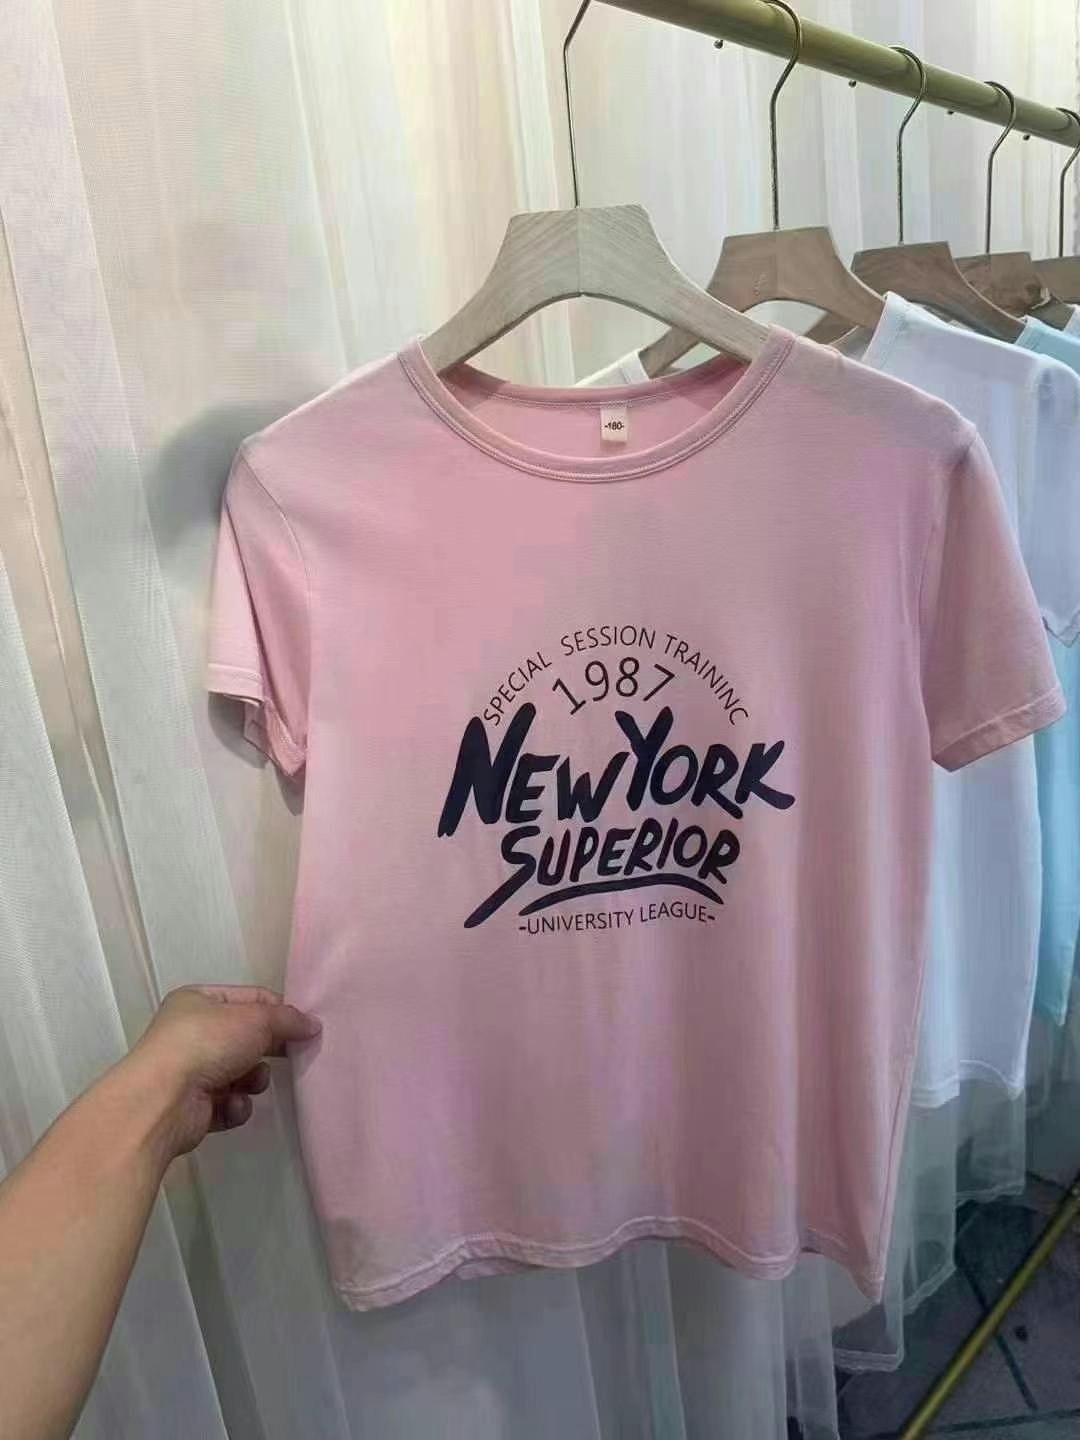 -180-
SPECIAL SESSION TRAININC
1987
NEW YORK
SUPERIOR
-UNIVERSITY LEAGUE-